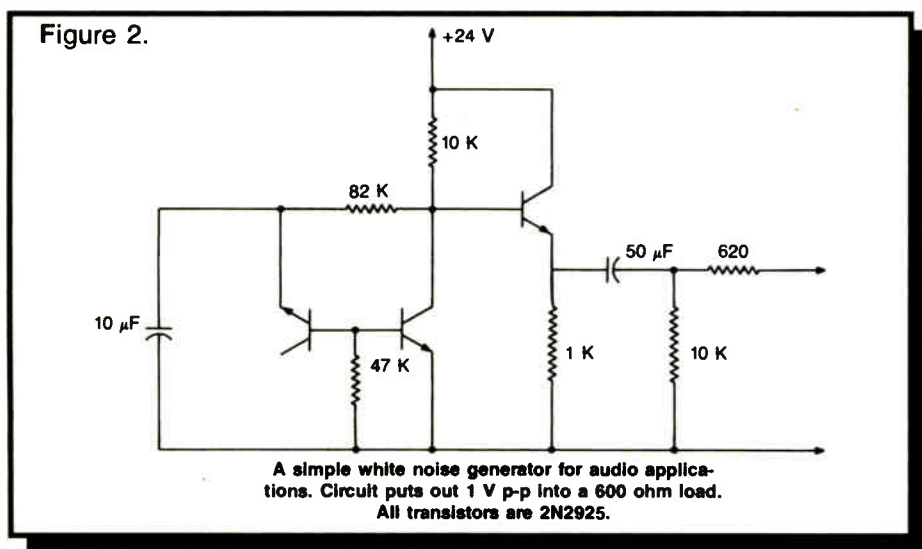 Figure 2.
+24 V
10 K
82 K
50 µF
620
10 µF
47 K
1 K
10 K
A simple white noise generator for audio applica-
tions. Circuit puts out 1 V p-p into a 600 ohm load.
All transistors are 2N2925.